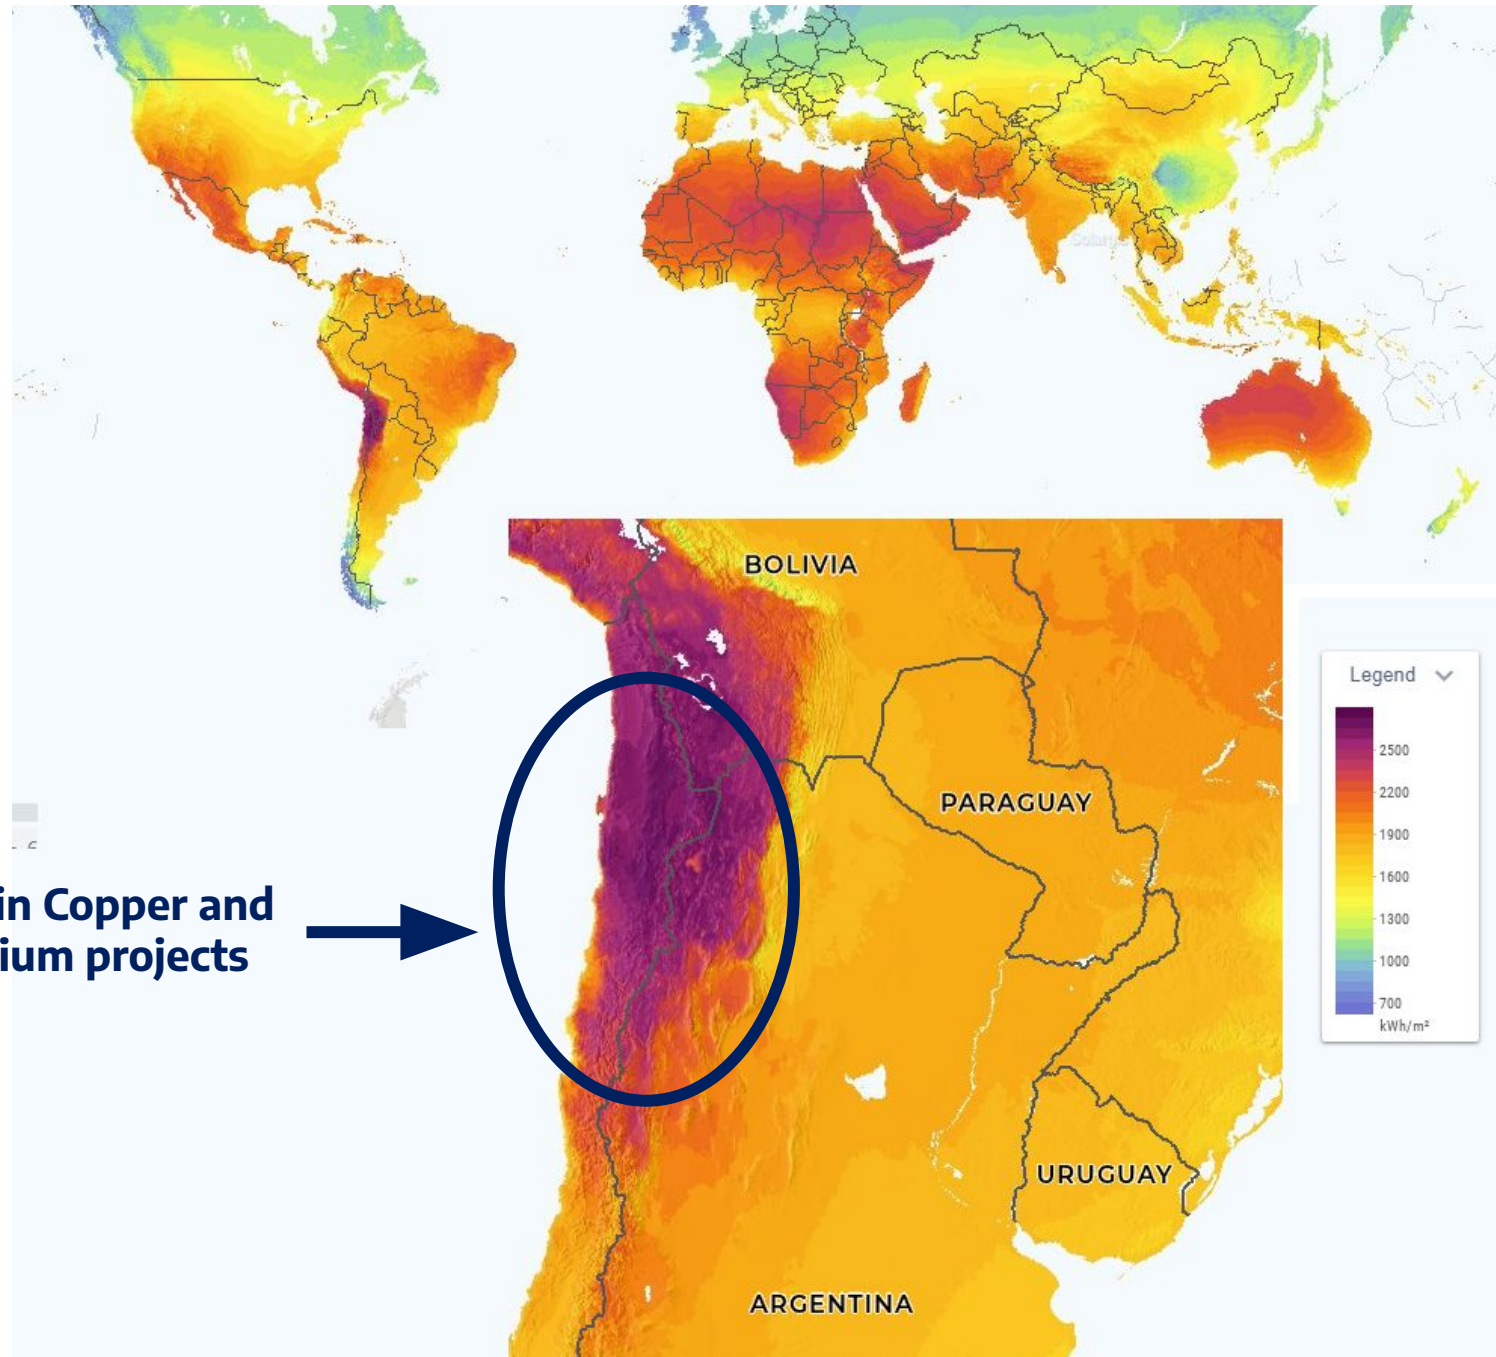 BOLIVIA
Legend
2500
2200
PARAGUAY
1900
1600
in Copper and
1300
ium projects
1000
700
kWh/m²
URUGUAY
ARGENTINA